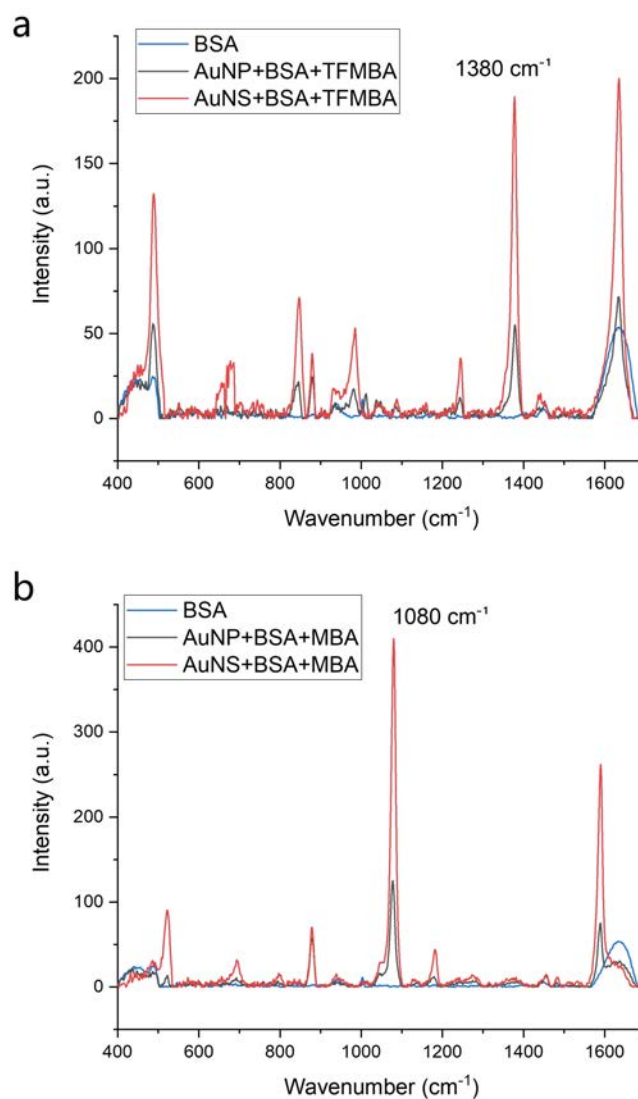 a
BSA
AuNP+BSA+TFMBA
AuNS+BSA+TFMBA
1380 cm⁻¹
200
150
100
50
0
Intensity (a.u.)
400 600 800 1000 1200 1400 1600
Wavenumber (cm⁻¹)
b
BSA
AuNP+BSA+MBA
AuNS+BSA+MBA
1080 cm⁻¹
400
300
200
100
0
Intensity (a.u.)
400 600 800 1000 1200 1400 1600
Wavenumber (cm⁻¹)